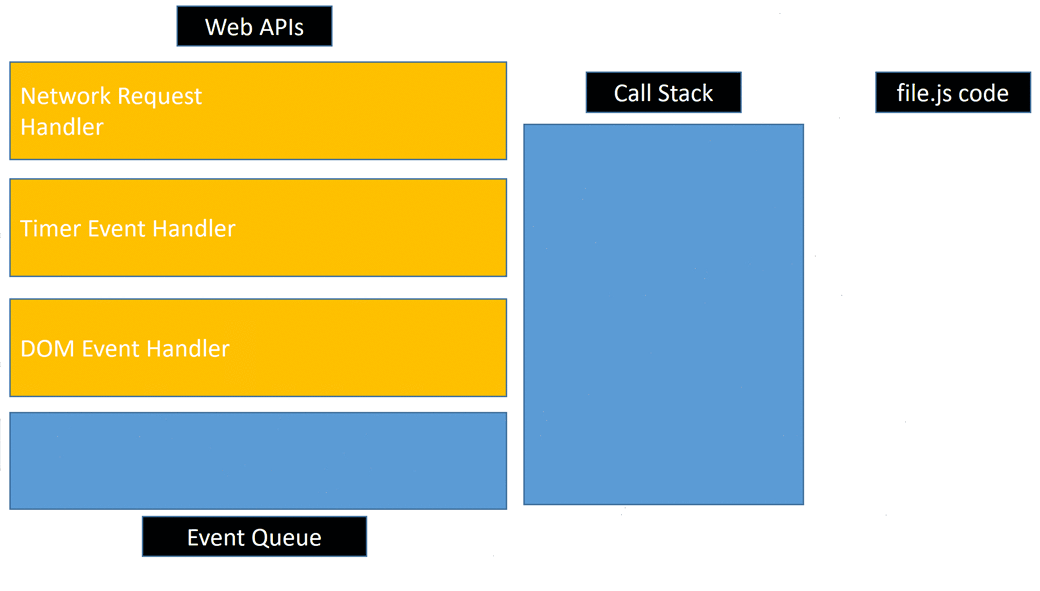 Web APIs
Network Request
Handler
Timer Event Handler
DOM Event Handler
Event Queue
Call Stack
file.js code